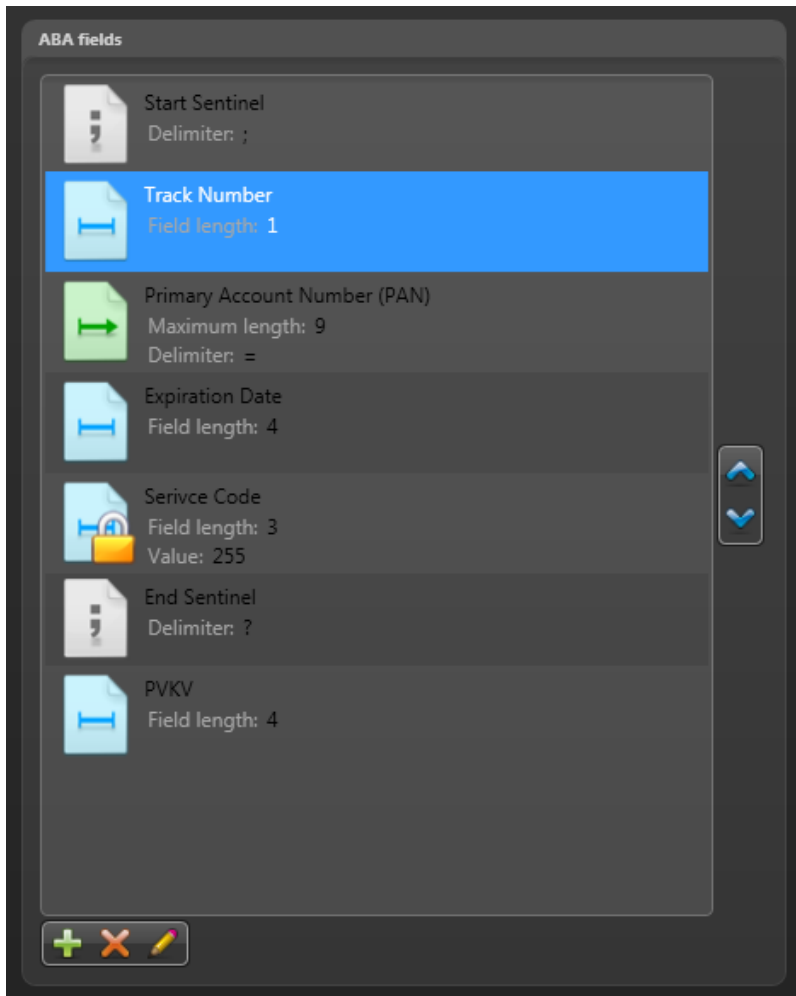 ABA fields
Start Sentinel
Delimiter: ;
Track Number
Field length: 1
Primary Account Number (PAN)
Maximum length: 9
Delimiter: =
Expiration Date
Field length: 4
Serivce Code
Field length: 3
Value: 255
End Sentinel
Delimiter: ?
PVKV
Field length: 4